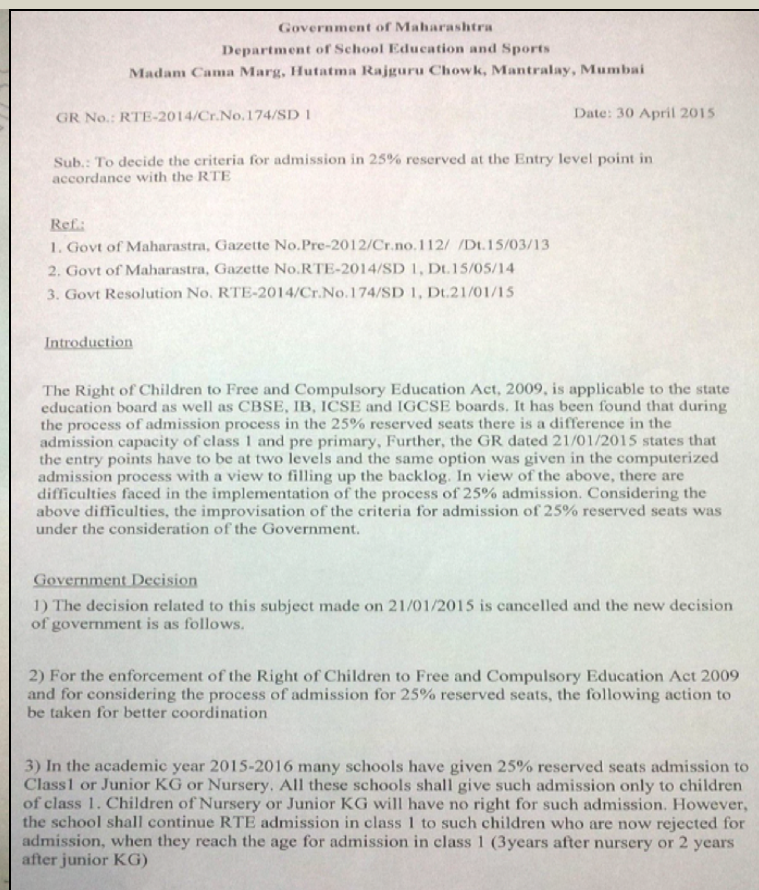 Government of Maharashtra
Department of School Education and Sports
Madam Cama Marg, Hutatma Rajguru Chowk, Mantralay, Mumbai
GR No.: RTE-2014/Cr.No.174/SD 1 Date: 30 April 2015
Sub.: To decide the criteria for admission in 25% reserved at the Entry level point in
accordance with the RTE
Ref.:
1. Govt of Maharastra, Gazette No.Pre-2012/Cr.no.112/ /Dt.15/03/13
2. Govt of Maharastra, Gazette No.RTE-2014/SD 1, Dt.15/05/14
3. Govt Resolution No. RTE-2014/Cr.No.174/SD 1, Dt.21/01/15
Introduction
The Right of Children to Free and Compulsory Education Act, 2009, is applicable to the state
education board as well as CBSE, IB, ICSE and IGCSE boards. It has been found that during
the process of admission process in the 25% reserved seats there is a difference in the
admission capacity of class 1 and pre primary, Further, the GR dated 21/01/2015 states that
the entry points have to be at two levels and the same option was given in the computerized
admission process with a view to filling up the backlog. In view of the above, there are
difficulties faced in the implementation of the process of 25% admission. Considering the
above difficulties, the improvisation of the criteria for admission of 25% reserved seats was
under the consideration of the Government.
Government Decision
1) The decision related to this subject made on 21/01/2015 is cancelled and the new decision
of government is as follows.
2) For the enforcement of the Right of Children to Free and Compulsory Education Act 2009
and for considering the process of admission for 25% reserved seats, the following action to
be taken for better coordination
3) In the academic year 2015-2016 many schools have given 25% reserved seats admission to
Class1 or Junior KG or Nursery. All these schools shall give such admission only to children
of class 1. Children of Nursery or Junior KG will have no right for such admission. However,
the school shall continue RTE admission in class 1 to such children who are now rejected for
admission, when they reach the age for admission in class 1 (3years after nursery or 2 years
after junior KG)